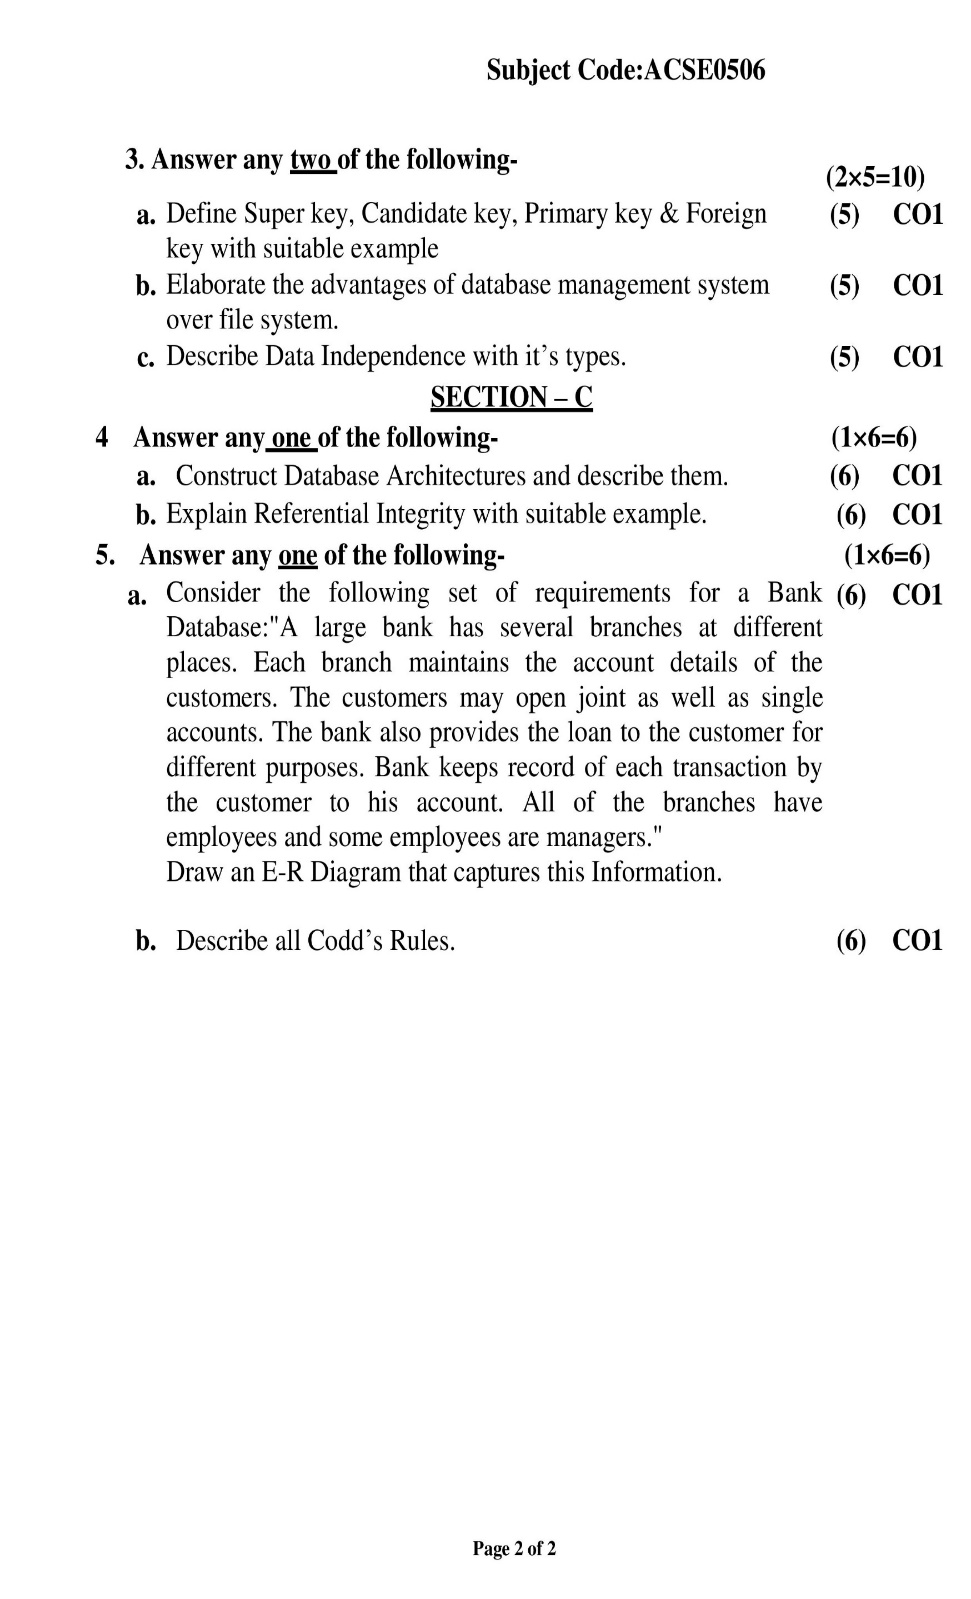 Subject Code:ACSE0506
3. Answer any two of the following-
(2×5=10)
a. Define Super key, Candidate key, Primary key & Foreign (5) CO1
key with suitable example
b. Elaborate the advantages of database management system (5) CO1
over file system.
c. Describe Data Independence with it’s types. (5) CO1
SECTION – C
4 Answer any one of the following- (1×6=6)
a. Construct Database Architectures and describe them. (6) CO1
b. Explain Referential Integrity with suitable example. (6) CO1
5. Answer any one of the following- (1×6=6)
a. Consider the following set of requirements for a Bank (6) CO1
Database:"A large bank has several branches at different
places. Each branch maintains the account details of the
customers. The customers may open joint as well as single
accounts. The bank also provides the loan to the customer for
different purposes. Bank keeps record of each transaction by
the customer to his account. All of the branches have
employees and some employees are managers."
Draw an E-R Diagram that captures this Information.
b. Describe all Codd’s Rules. (6) CO1
Page 2 of 2